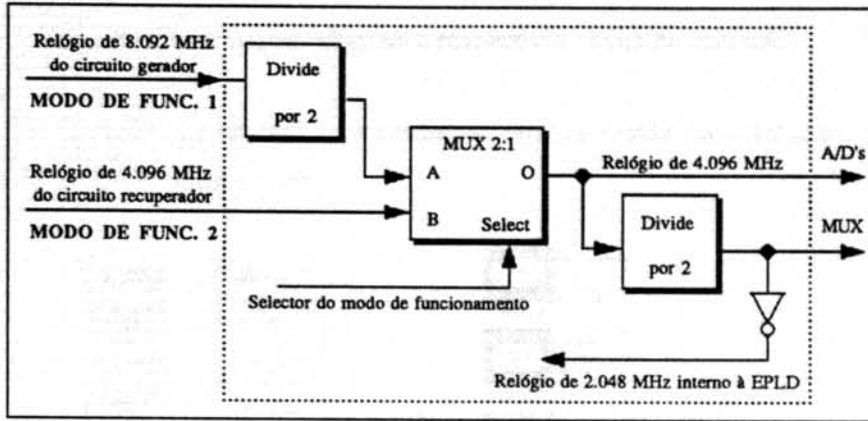 Relógio de 8.092 MHz
do circuito gerador
MODO DE FUNC. 1
Divide
por 2
Relógio de 4.096 MHz
do circuito recuperador
MODO DE FUNC. 2
MUX 2:1
A
O
B
Select
Selector do modo de funcionamento
Relógio de 4.096 MHz
A/D's
Divide
por 2
MUX
Relógio de 2.048 MHz interno à EPLD